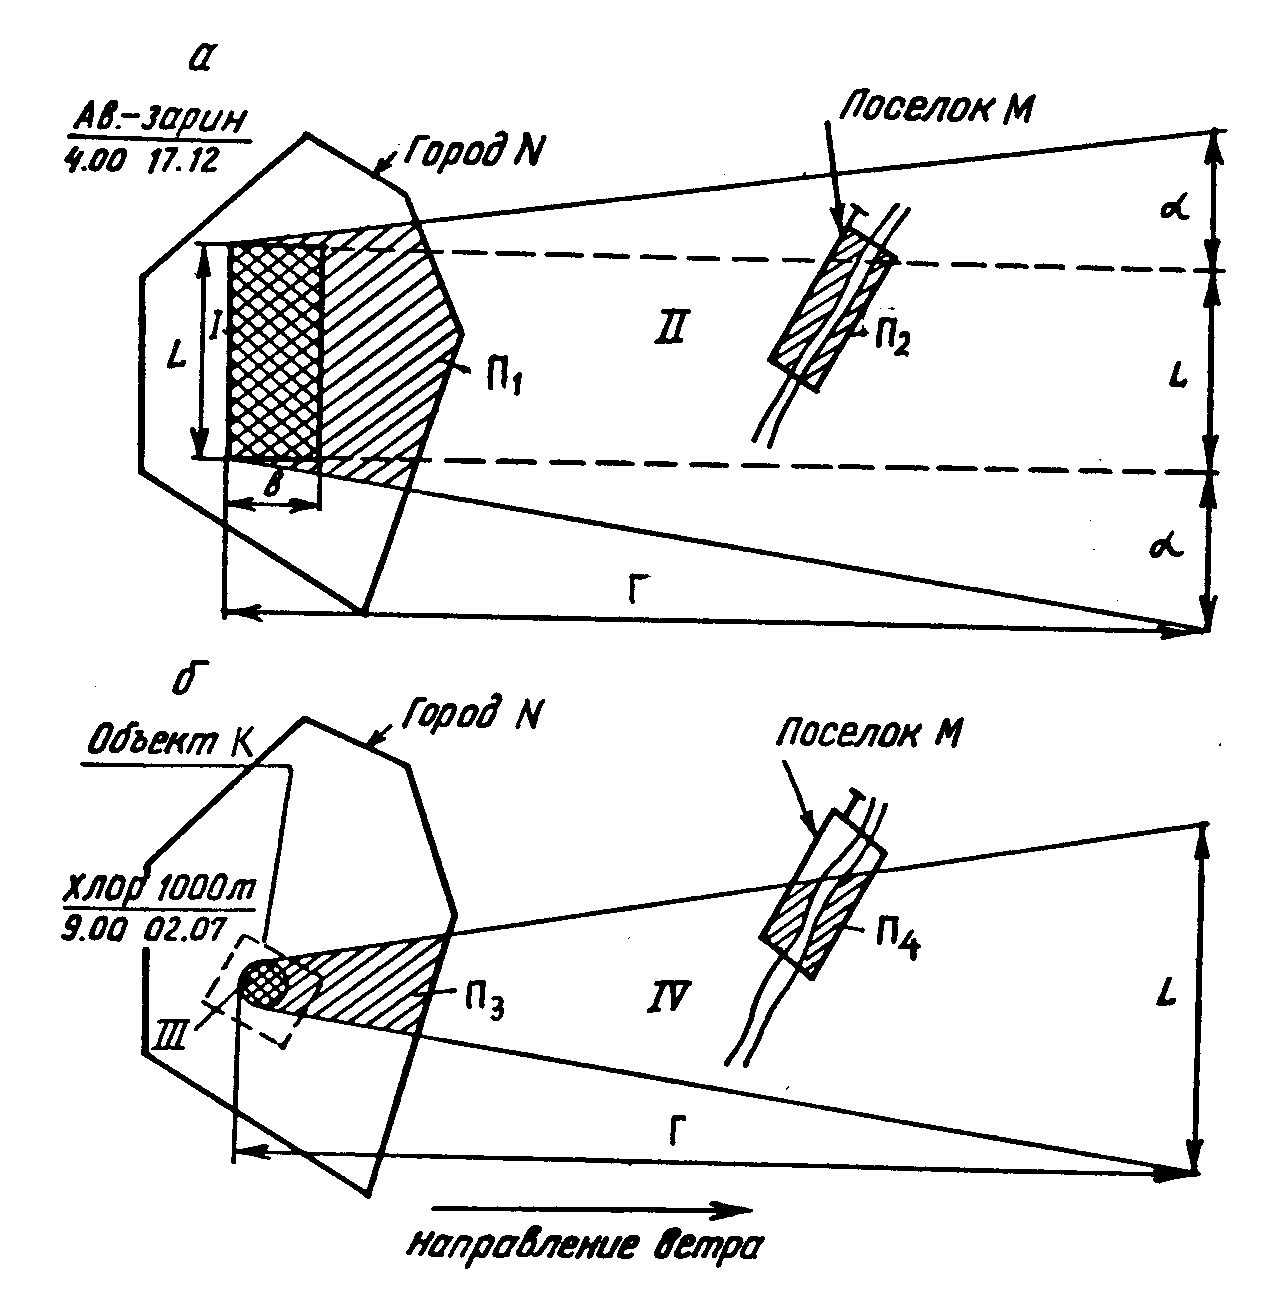 а
Ав.-зарин
4.00 17.12
Город N
Поселок М
α
I
L
II
П2
П1
L
в
α
Г
б
Объект К
Город N
Поселок М
хлор 1000т
9.00 02.07
П4
П3
IV
L
III
Г
направление ветра